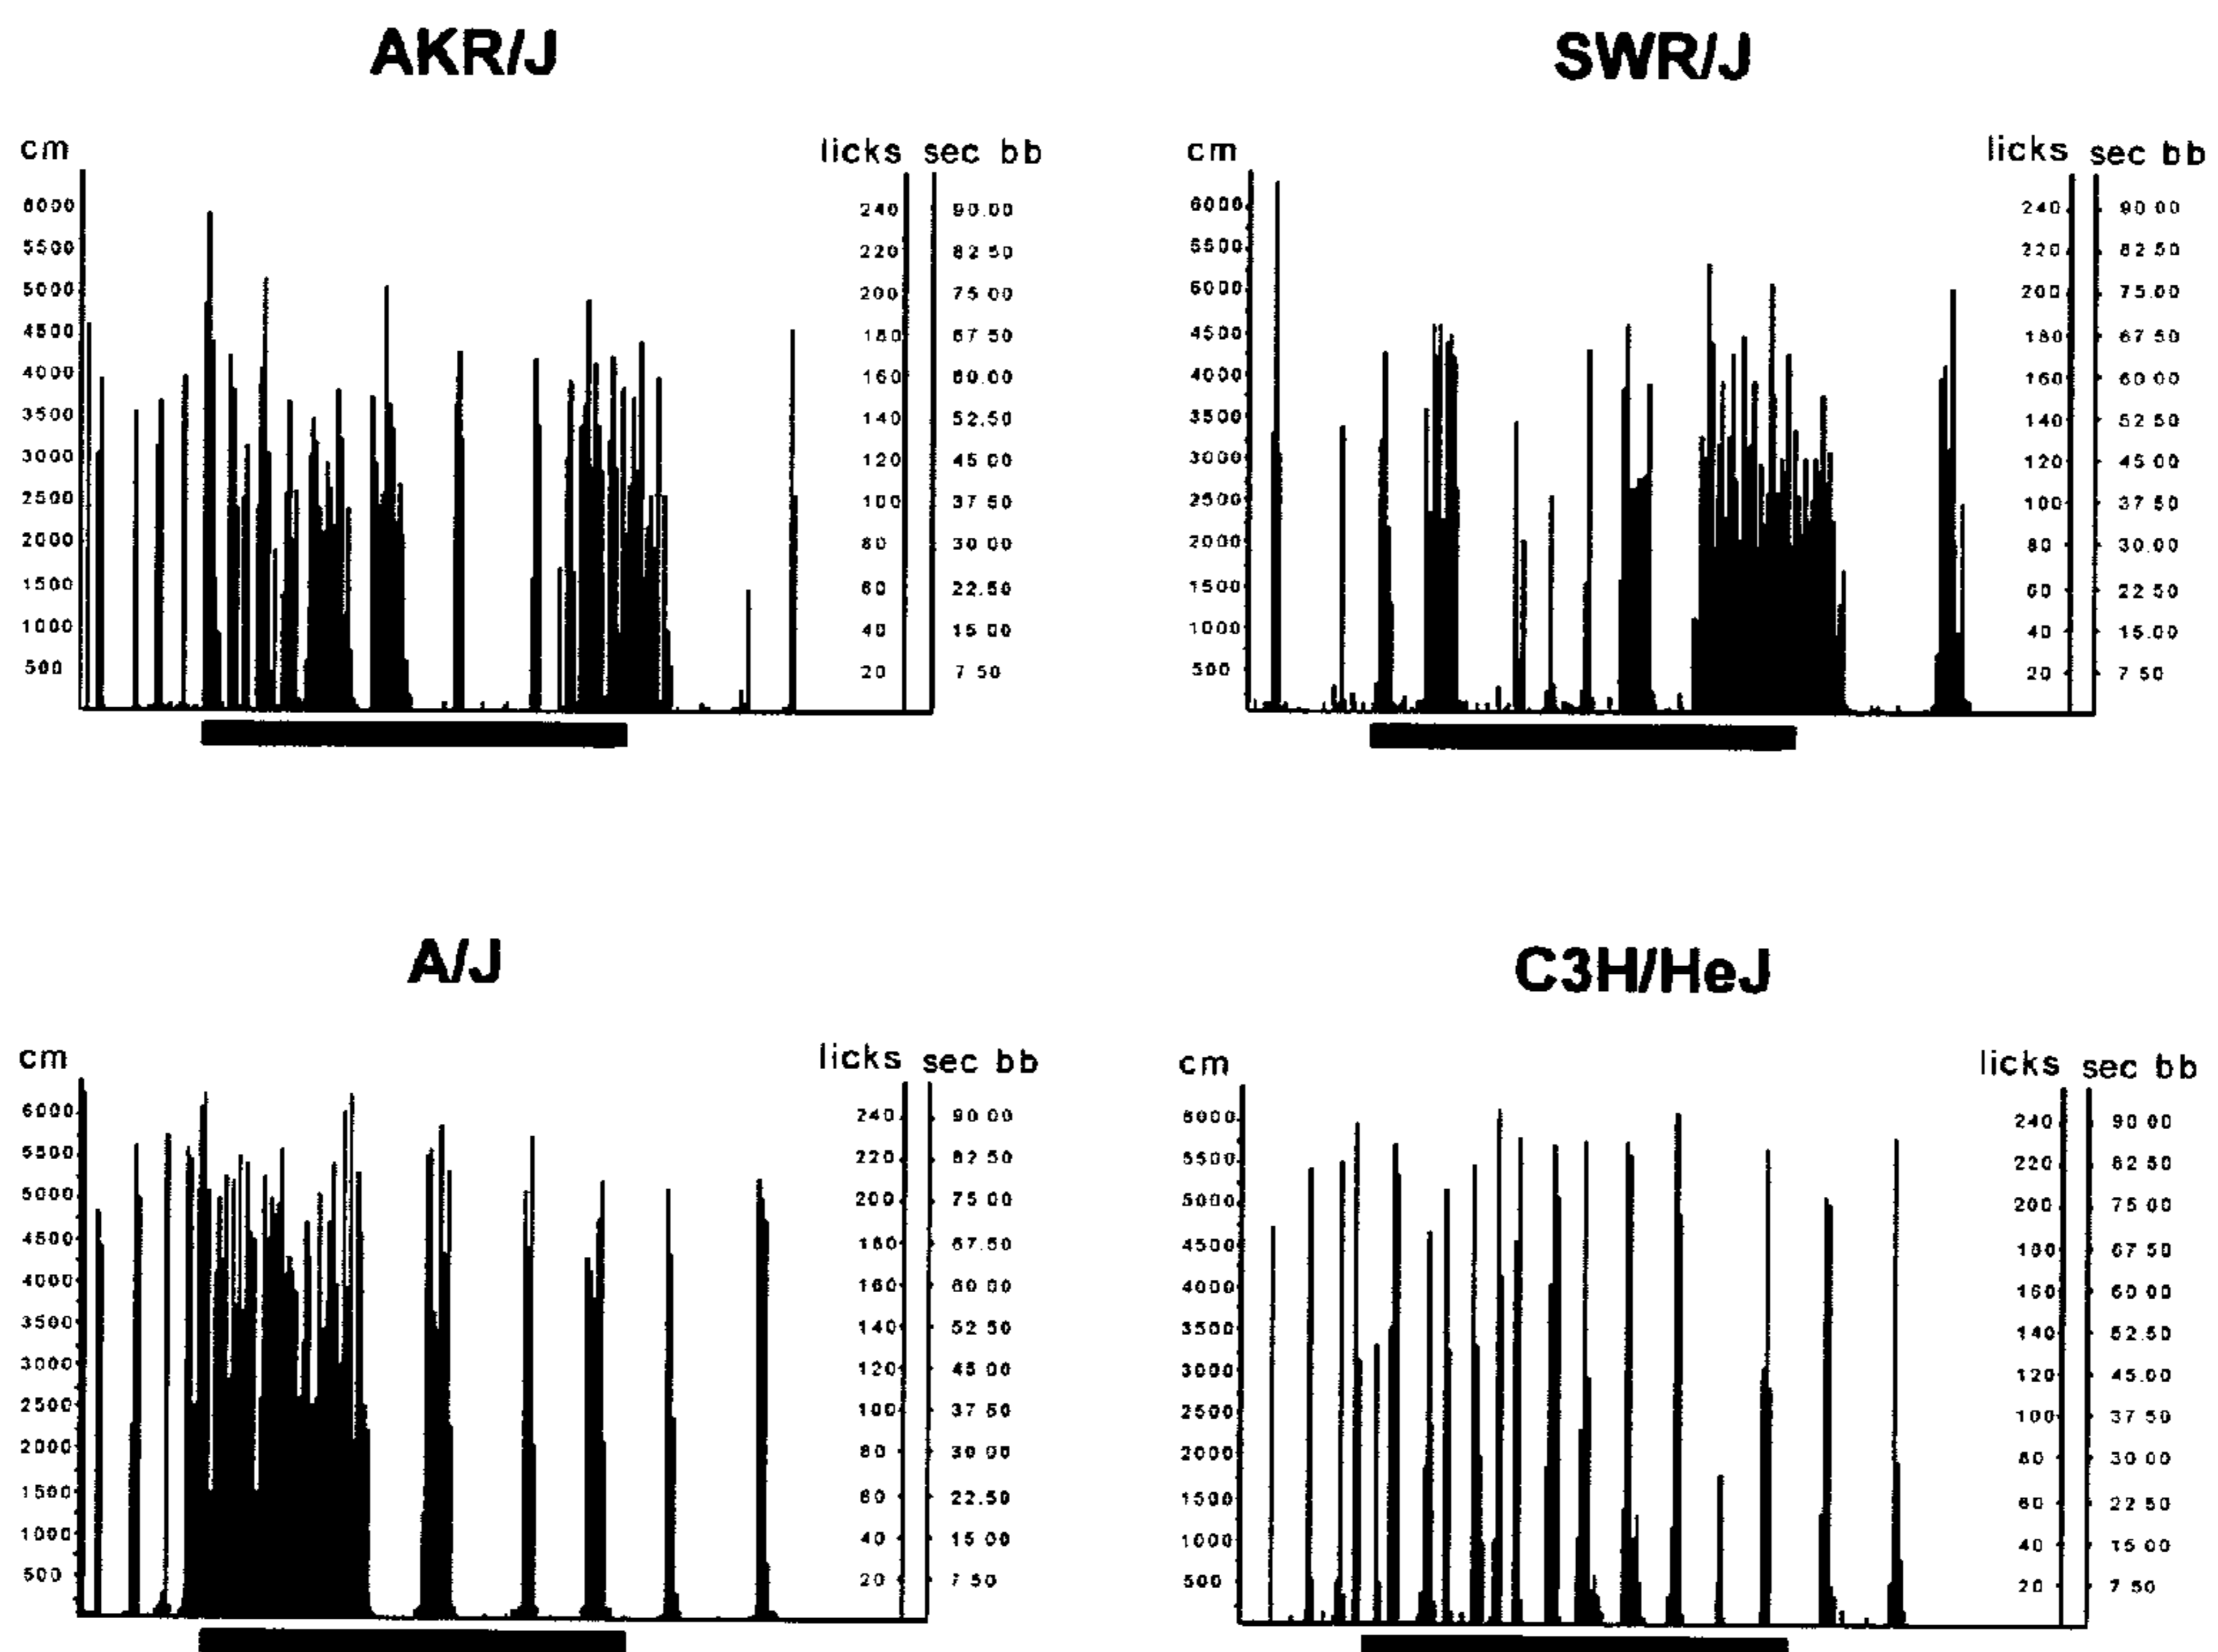 AKR/J
cm licks sec bb
6000 240 90.00
5500 220 82 50
5000 200 75 00
4500 180 67 50
4000 160 60.00
3500 140 52.50
3000 120 45 00
2500 100 37 50
2000 80 30 00
1500 60 22.50
1000 40 15 00
500 20 7 50
SWR/J
cm licks sec bb
6000 240 90 00
5500 220 82 50
5000 200 75.00
4500 180 67 50
4000 160 60 00
3500 140 52 50
3000 120 45 00
2500 100 37 50
2000 80 30.00
1500 60 22 50
1000 40 15.00
500 20 7 50
A/J
cm licks sec bb
6000 240 90 00
5500 220 82 50
5000 200 75 00
4500 180 67.50
4000 160 60 00
3500 140 52 50
3000 120 45 00
2500 100 37 50
2000 80 30 00
1500 60 22.50
1000 40 15 00
500 20 7 50
C3H/HeJ
cm licks sec bb
6000 240 90 00
5500 220 82 50
5000 200 75 00
4500 180 67 50
4000 160 60 00
3500 140 52.50
3000 120 45.00
2500 100 37 50
2000 80 30 00
1500 60 22 50
1000 40 15 00
500 20 7 50